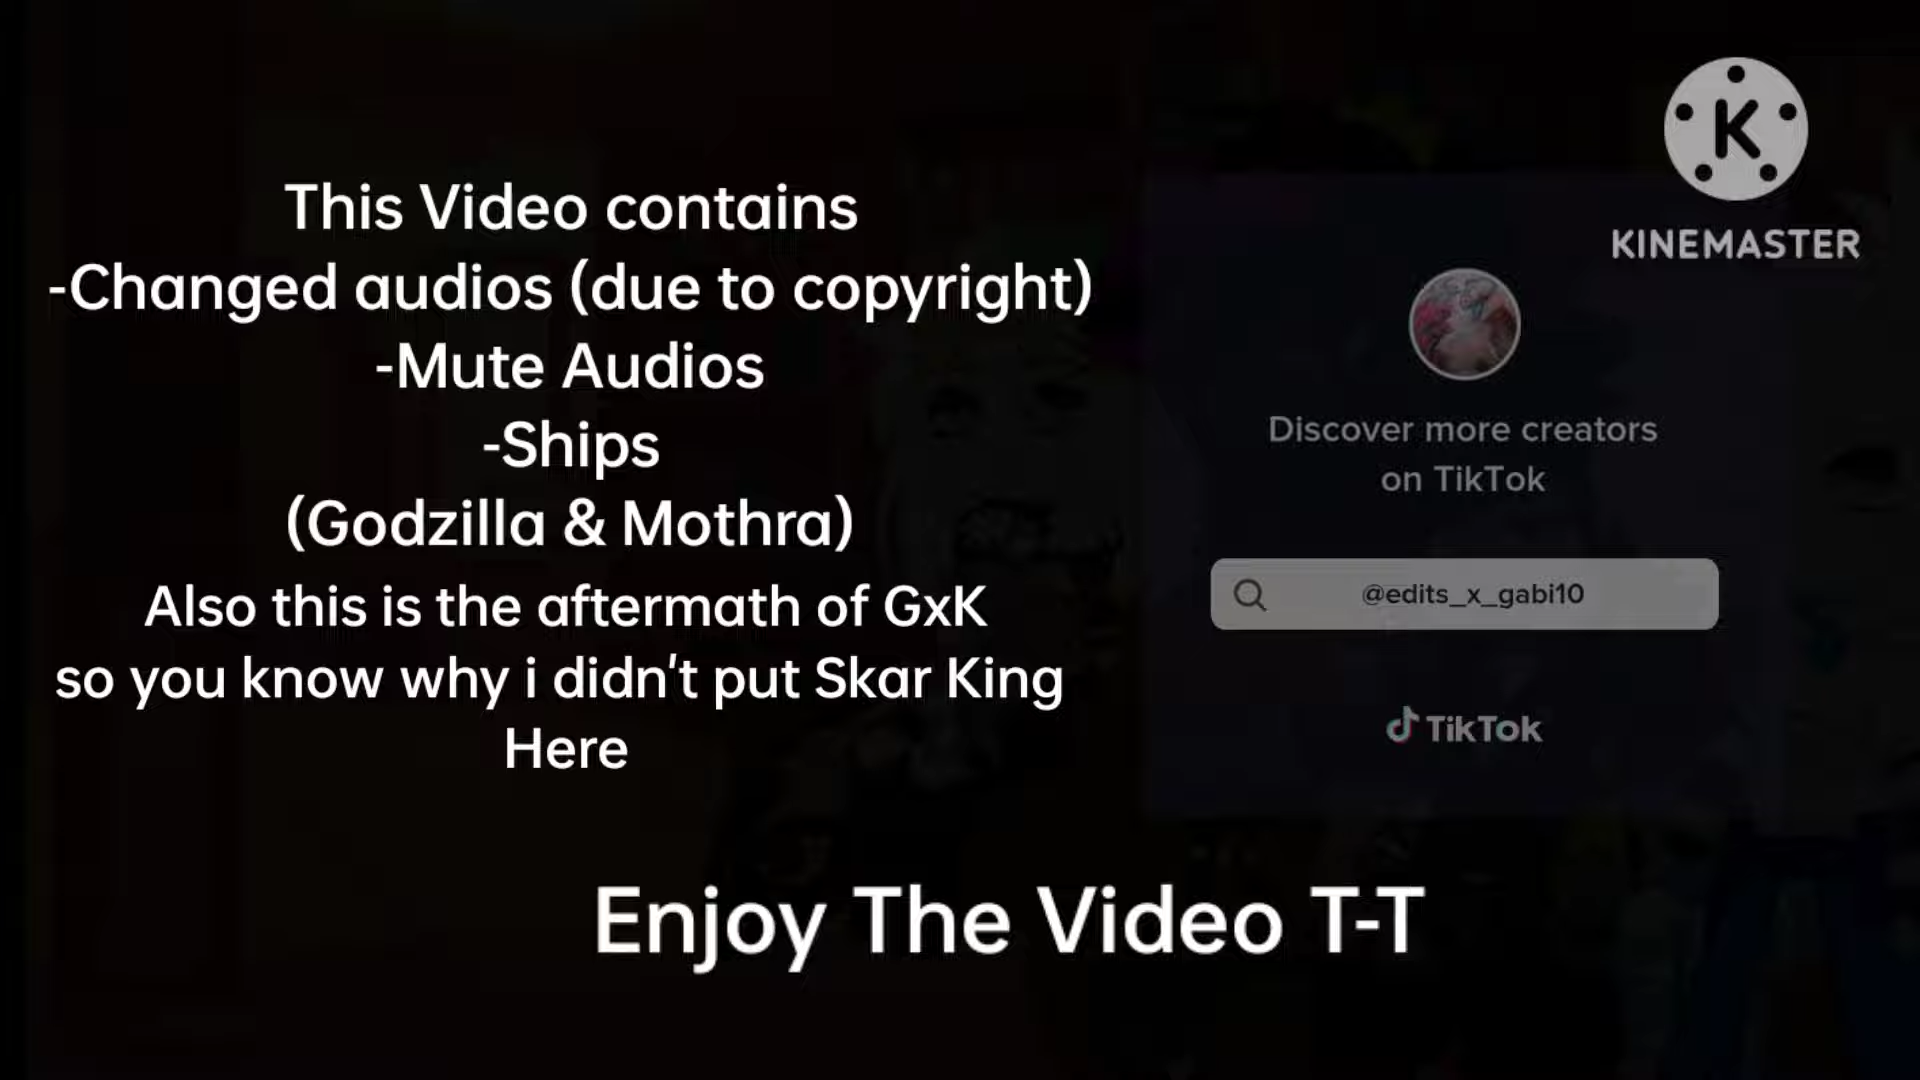 This Video contains
-Changed audios (due to copyright)
-Mute Audios
-Ships
(Godzilla & Mothra)
Also this is the aftermath of GxK
so you know why i didn't put Skar King
Here
Enjoy The Video T-T
K
KINEMASTER
Discover more creators
on TikTok
@edits_x_gabi10
TikTok